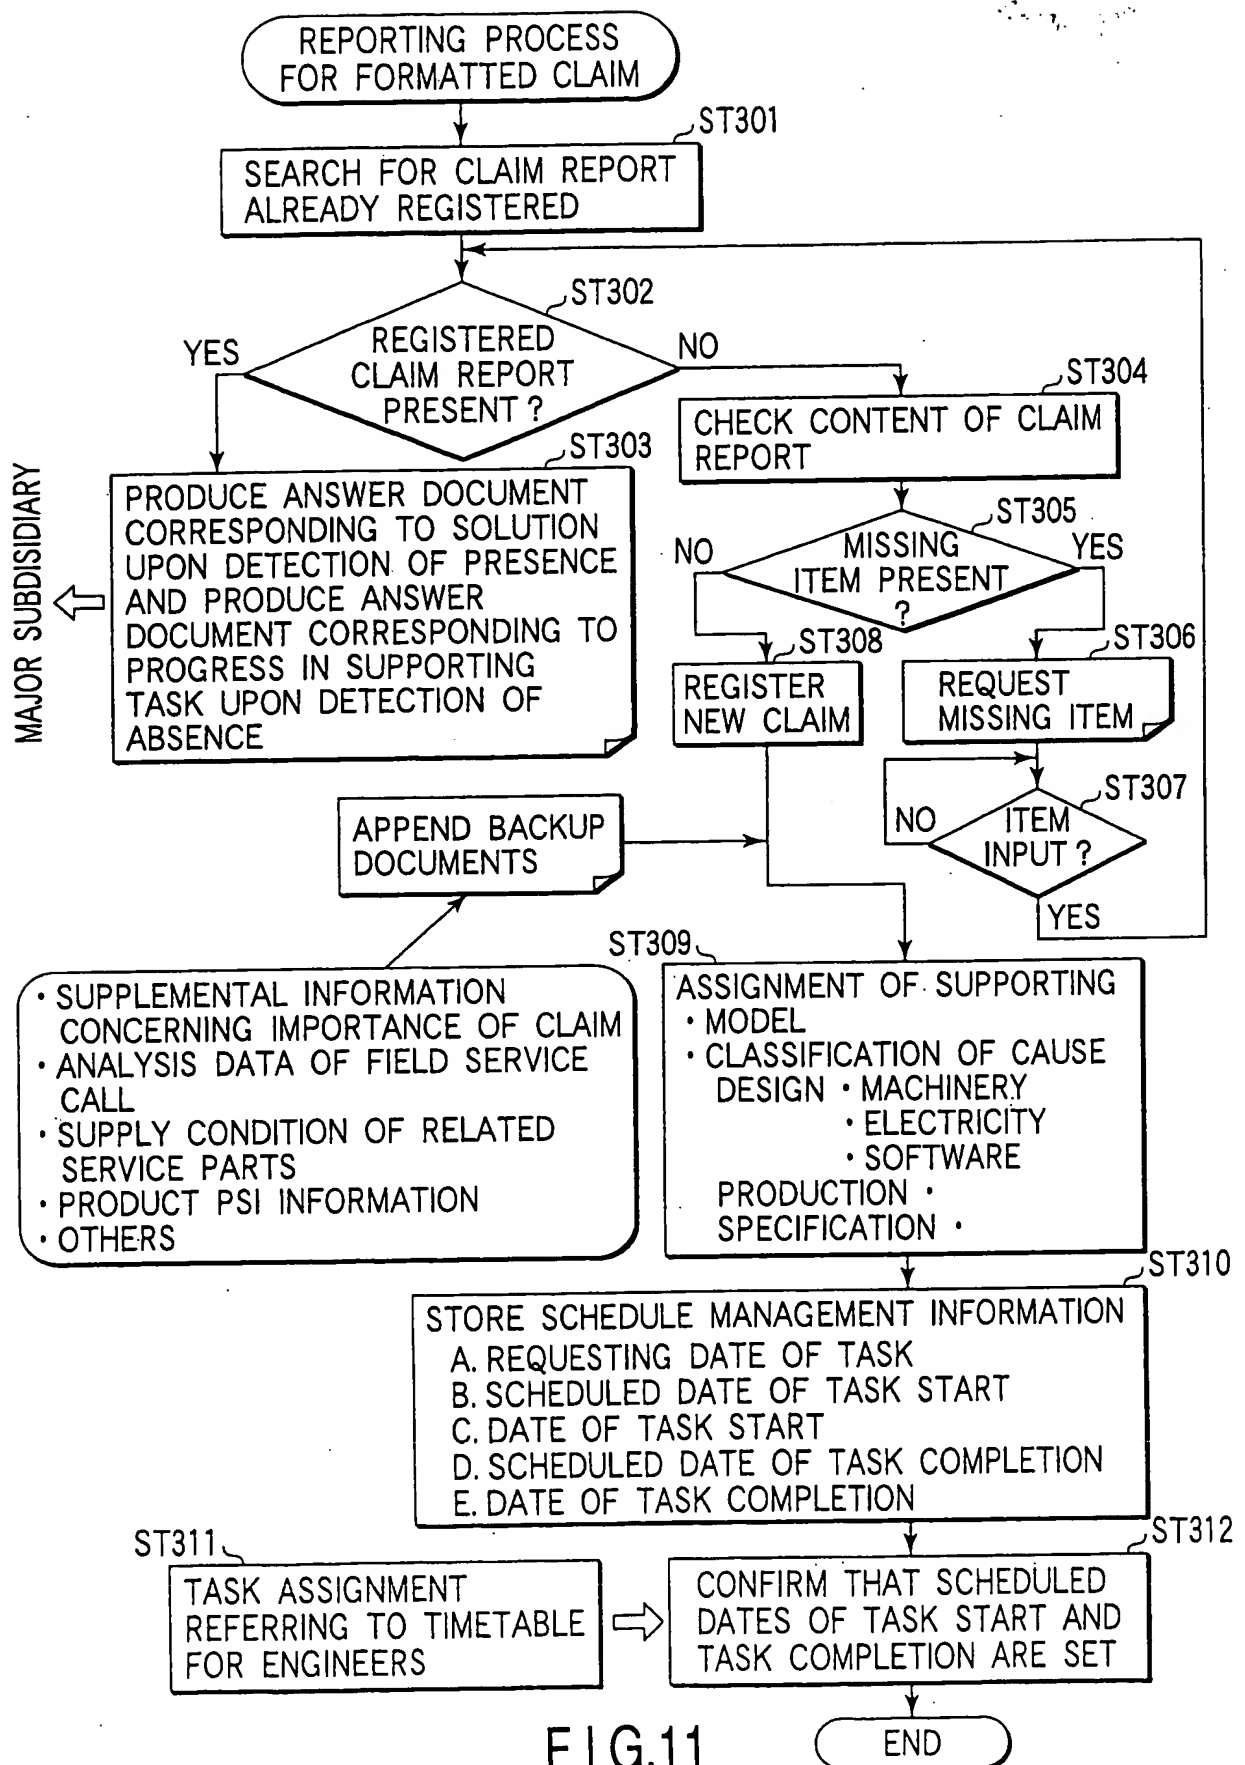 REPORTING PROCESS
FOR FORMATTED CLAIM
ST301
SEARCH FOR CLAIM REPORT
ALREADY REGISTERED
ST302
REGISTERED
CLAIM REPORT
PRESENT ?
YES
NO
ST303
PRODUCE ANSWER DOCUMENT
CORRESPONDING TO SOLUTION
UPON DETECTION OF PRESENCE
AND PRODUCE ANSWER
DOCUMENT CORRESPONDING TO
PROGRESS IN SUPPORTING
TASK UPON DETECTION OF
ABSENCE
MAJOR SUBDISIDIARY
ST304
CHECK CONTENT OF CLAIM
REPORT
ST305
MISSING
ITEM PRESENT
?
NO
YES
ST308
REGISTER
NEW CLAIM
ST306
REQUEST
MISSING ITEM
ST307
ITEM
INPUT ?
NO
YES
APPEND BACKUP
DOCUMENTS
· SUPPLEMENTAL INFORMATION
CONCERNING IMPORTANCE OF CLAIM
· ANALYSIS DATA OF FIELD SERVICE
CALL
· SUPPLY CONDITION OF RELATED
SERVICE PARTS
· PRODUCT PSI INFORMATION
· OTHERS
ST309
ASSIGNMENT OF SUPPORTING
· MODEL
· CLASSIFICATION OF CAUSE
DESIGN · MACHINERY
· ELECTRICITY
· SOFTWARE
PRODUCTION ·
SPECIFICATION ·
ST310
STORE SCHEDULE MANAGEMENT INFORMATION
A. REQUESTING DATE OF TASK
B. SCHEDULED DATE OF TASK START
C. DATE OF TASK START
D. SCHEDULED DATE OF TASK COMPLETION
E. DATE OF TASK COMPLETION
ST311
TASK ASSIGNMENT
REFERRING TO TIMETABLE
FOR ENGINEERS
ST312
CONFIRM THAT SCHEDULED
DATES OF TASK START AND
TASK COMPLETION ARE SET
END
FIG.11